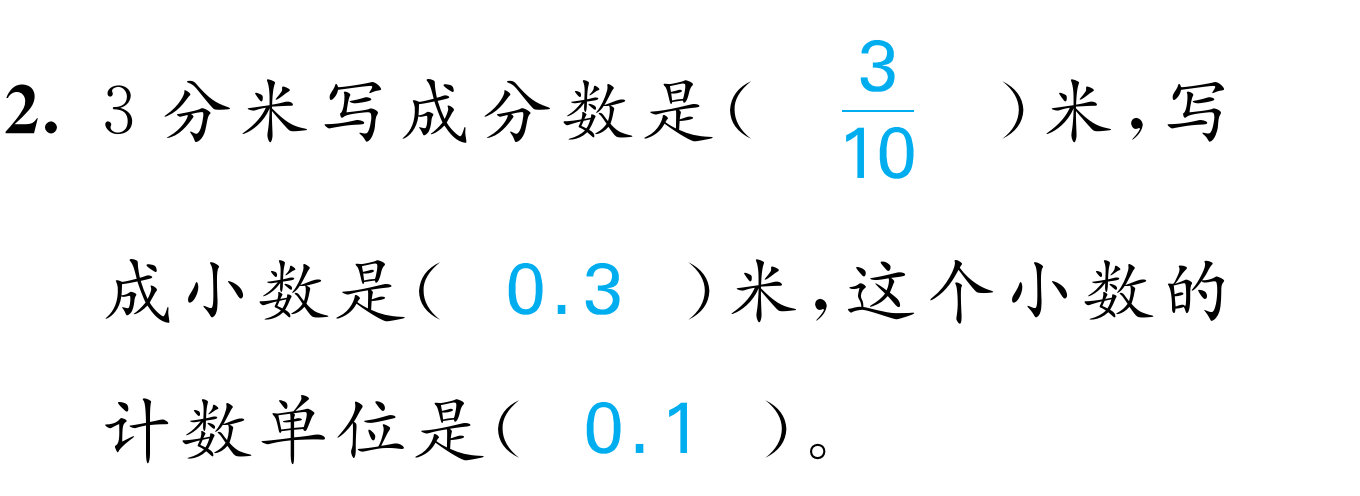 2. 3分米写成分数是( 3/10 )米,写
成小数是( 0.3 )米,这个小数的
计数单位是( 0.1 )。